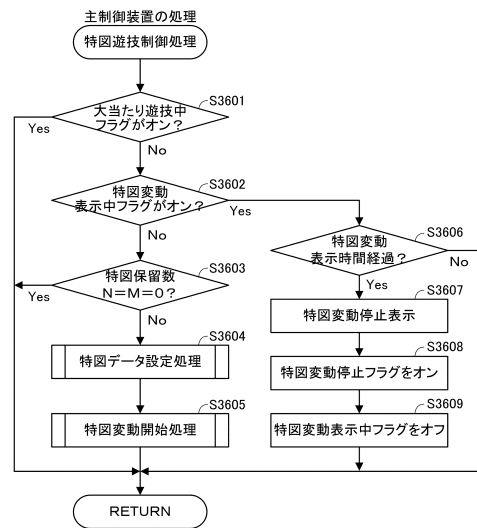 主制御装置の処理
特図遊技制御処理
S3601
大当たり遊技中
フラグがオン？
Yes
No
S3602
特図変動
表示中フラグがオン？
Yes
No
S3603
特図保留数
N＝M＝0？
Yes
No
S3604
特図データ設定処理
S3605
特図変動開始処理
S3606
特図変動
表示時間経過？
No
Yes
S3607
特図変動停止表示
S3608
特図変動停止フラグをオン
S3609
特図変動表示中フラグをオフ
RETURN